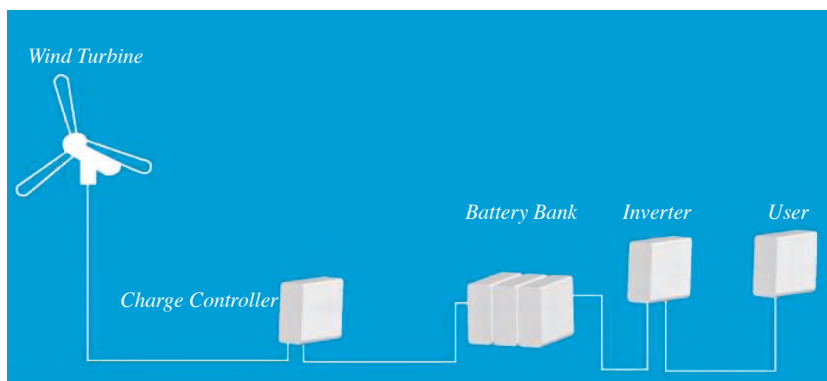 Wind Turbine
Battery Bank
Inverter
User
Charge Controller